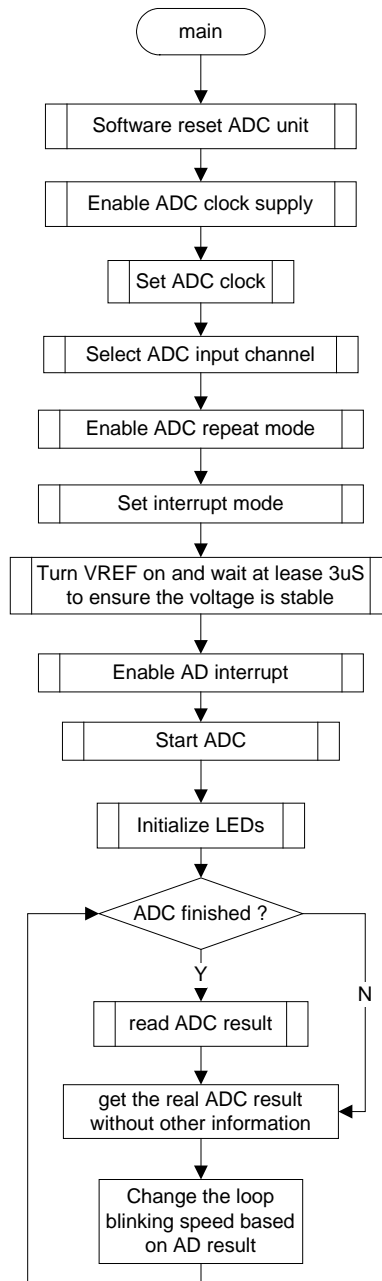 main
Software reset ADC unit
Enable ADC clock supply
Set ADC clock
Select ADC input channel
Enable ADC repeat mode
Set interrupt mode
Turn VREF on and wait at lease 3uS
to ensure the voltage is stable
Enable AD interrupt
Start ADC
Initialize LEDs
ADC finished ?
Y
N
read ADC result
get the real ADC result
without other information
Change the loop
blinking speed based
on AD result